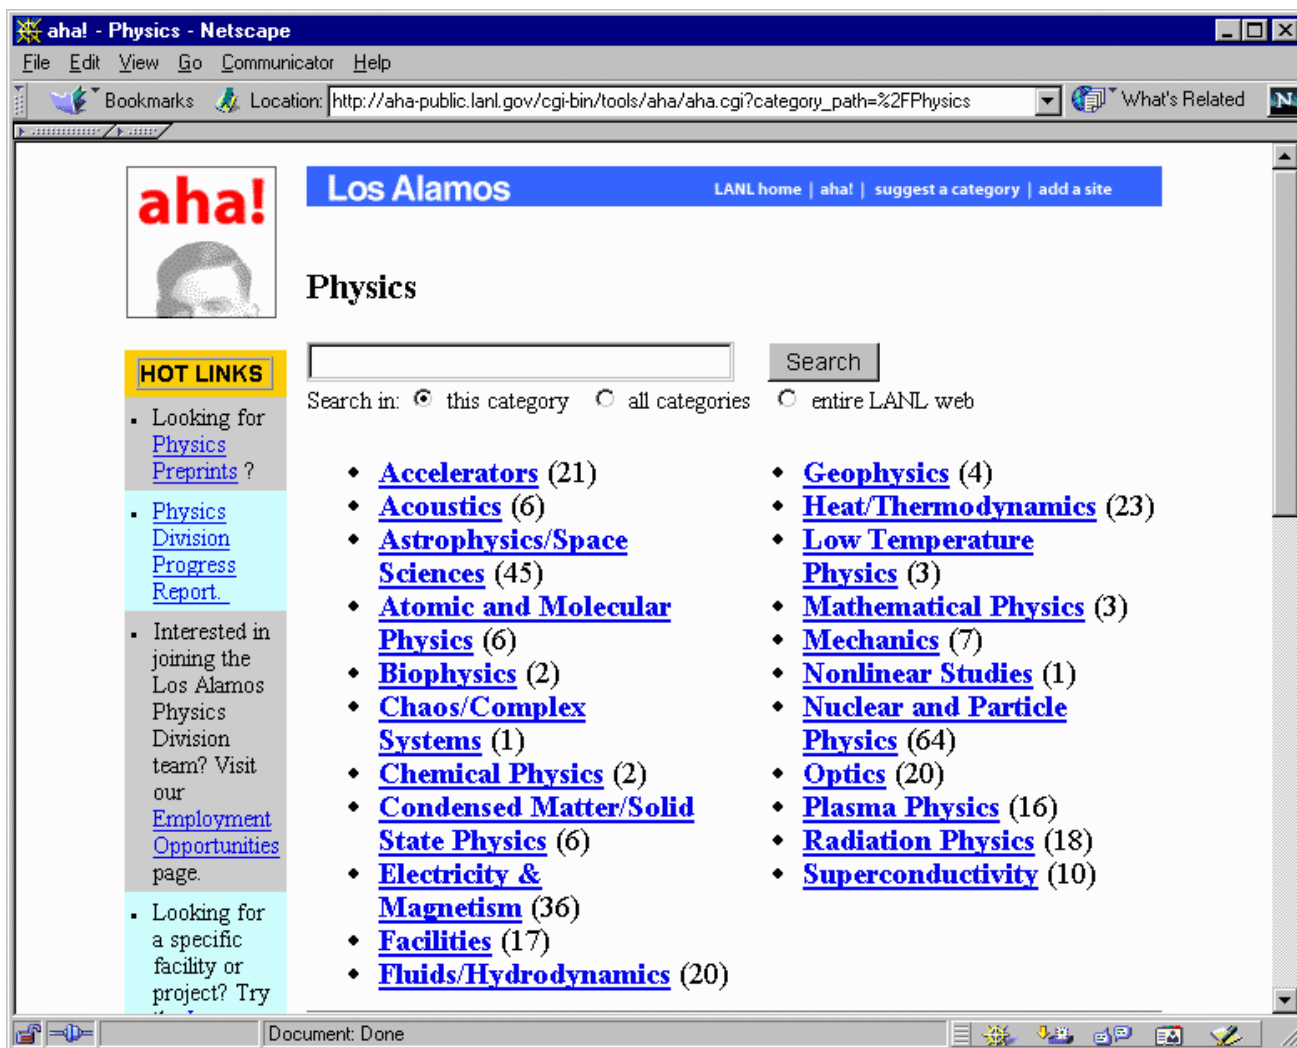 aha! - Physics - Netscape
File Edit View Go Communicator Help
Bookmarks Location: http://aha-public.lanl.gov/cgi-bin/tools/aha/aha.cgi?category_path=%2FPhysics What's Related N
aha!
Los Alamos LANL home | aha! | suggest a category | add a site
Physics
Search
Search in: this category all categories entire LANL web
HOT LINKS
Looking for
Physics
Preprints ?
Physics
Division
Progress
Report.
Interested in
joining the
Los Alamos
Physics
Division
team? Visit
our
Employment
Opportunities
page.
Looking for
a specific
facility or
project? Try
Accelerators (21)
Acoustics (6)
Astrophysics/Space
Sciences (45)
Atomic and Molecular
Physics (6)
Biophysics (2)
Chaos/Complex
Systems (1)
Chemical Physics (2)
Condensed Matter/Solid
State Physics (6)
Electricity &
Magnetism (36)
Facilities (17)
Fluids/Hydrodynamics (20)
Geophysics (4)
Heat/Thermodynamics (23)
Low Temperature
Physics (3)
Mathematical Physics (3)
Mechanics (7)
Nonlinear Studies (1)
Nuclear and Particle
Physics (64)
Optics (20)
Plasma Physics (16)
Radiation Physics (18)
Superconductivity (10)
Document: Done